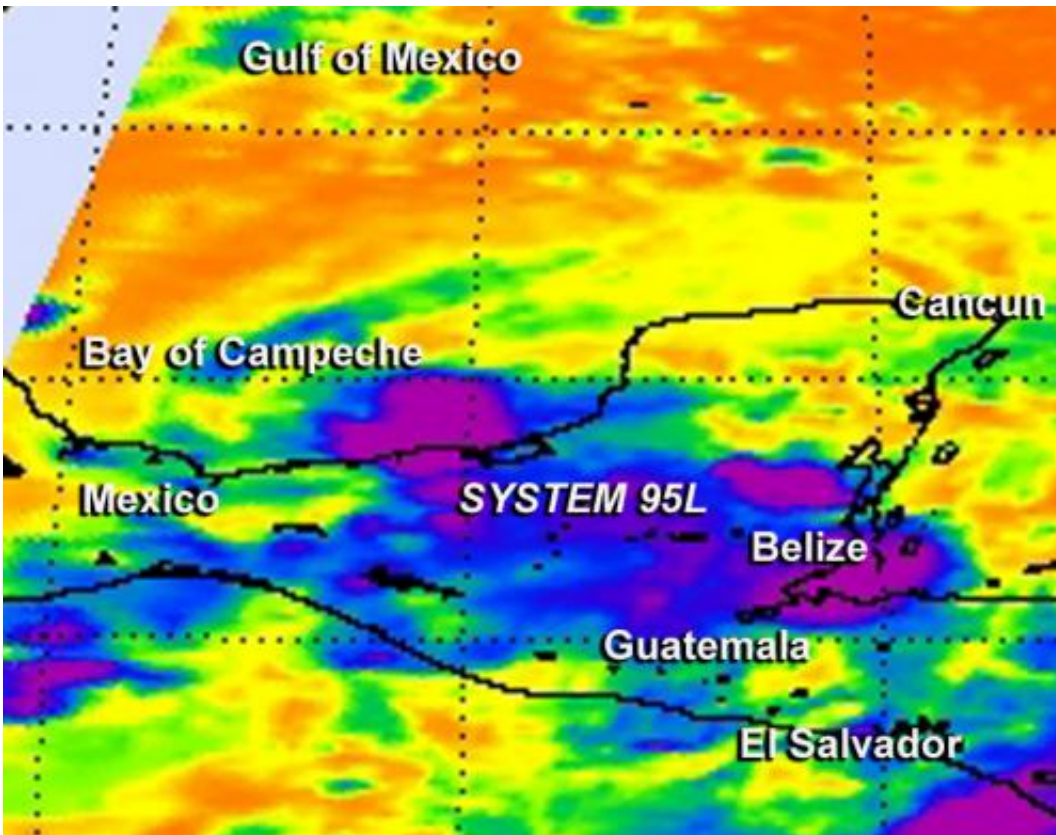 Gulf of Mexico
Cancun
Bay of Campeche
Mexico
SYSTEM 95L
Belize
Guatemala
El Salvador